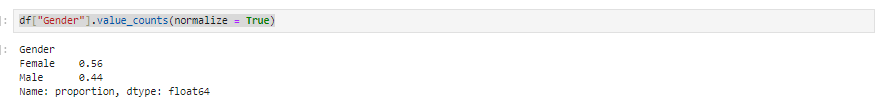 df["Gender"].value_counts(normalize = True)
Gender
Female    0.56
Male      0.44
Name: proportion, dtype: float64